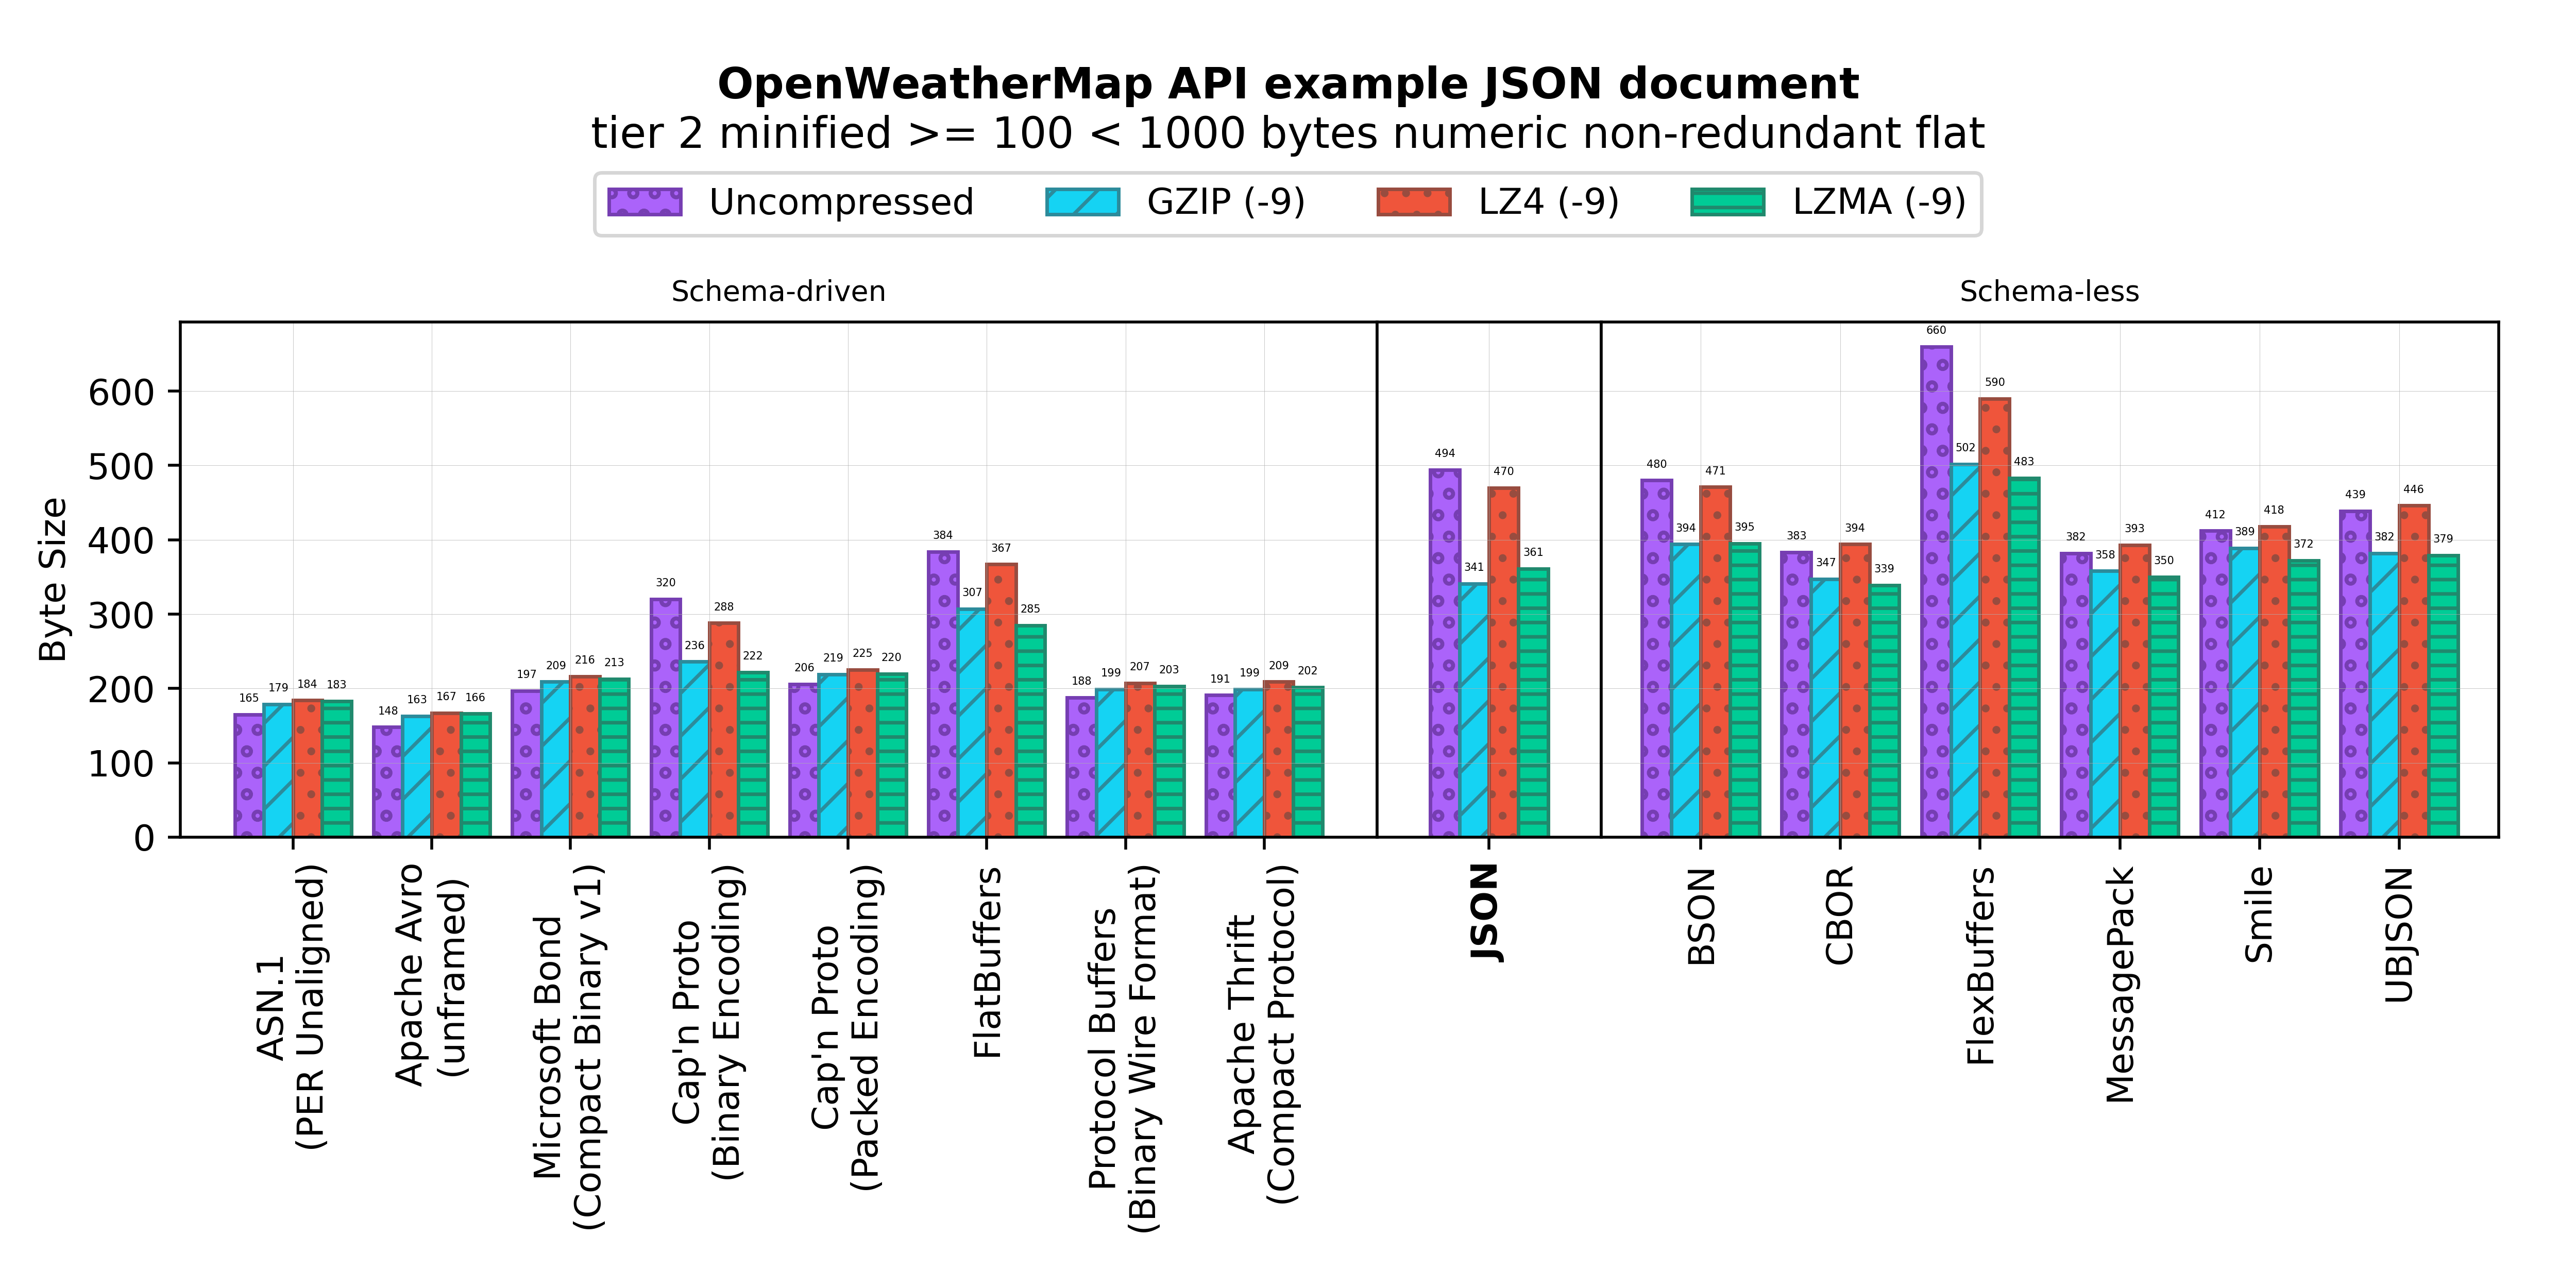 OpenWeatherMap API example JSON document
tier 2 minified >= 100 < 1000 bytes numeric non-redundant flat
Uncompressed GZIP (-9) LZ4 (-9) LZMA (-9)
Schema-driven Schema-less
Byte Size
600
500
400
300
200
100
0
165 179 184 183
148 163 167 166
197 209 216 213
320 236 288 222
206 219 225 220
384 307 367 285
188 199 207 203
191 199 209 202
494 341 470 361
480 394 471 395
383 347 394 339
660 502 590 483
382 358 393 350
412 389 418 372
439 382 446 379
ASN.1
(PER Unaligned)
Apache Avro
(unframed)
Microsoft Bond
(Compact Binary v1)
Cap'n Proto
(Binary Encoding)
Cap'n Proto
(Packed Encoding)
FlatBuffers
Protocol Buffers
(Binary Wire Format)
Apache Thrift
(Compact Protocol)
JSON
BSON
CBOR
FlexBuffers
MessagePack
Smile
UBJSON